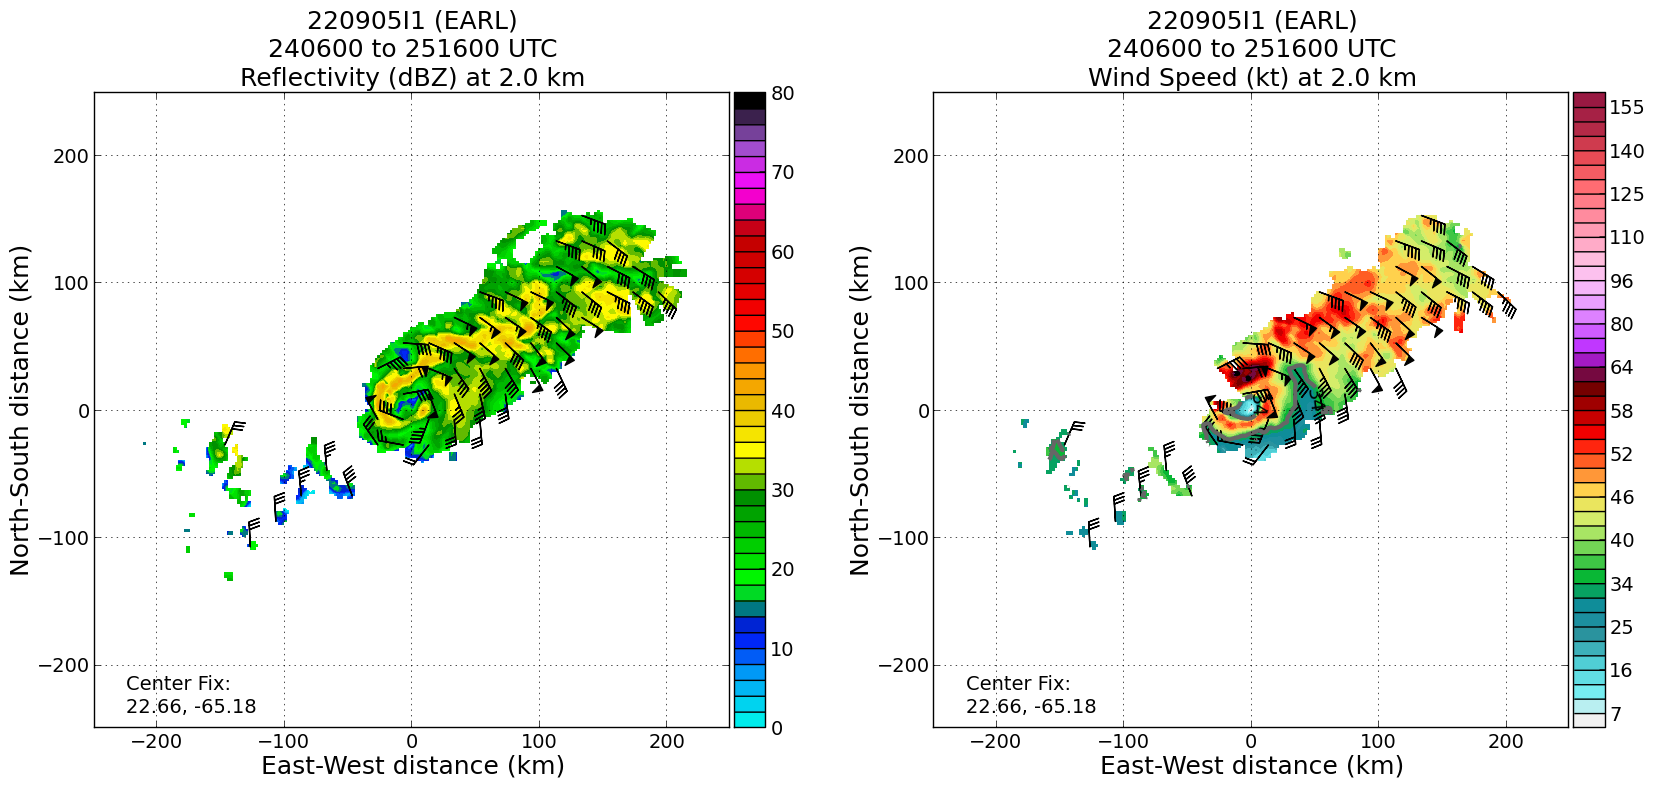 220905I1 (EARL)
240600 to 251600 UTC
Reflectivity (dBZ) at 2.0 km
North-South distance (km)
200
100
0
−100
−200
Center Fix:
22.66, -65.18
−200 −100 0 100 200
East-West distance (km)
80
70
60
50
40
30
20
10
0
220905I1 (EARL)
240600 to 251600 UTC
Wind Speed (kt) at 2.0 km
North-South distance (km)
200
100
0
−100
−200
34
34
Center Fix:
22.66, -65.18
−200 −100 0 100 200
East-West distance (km)
155
140
125
110
96
80
64
58
52
46
40
34
25
16
7